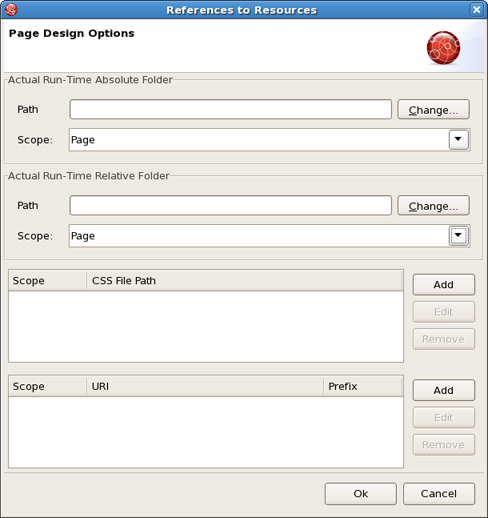 References to Resources
Page Design Options
Actual Run-Time Absolute Folder
Path
Change...
Scope:
Page
Actual Run-Time Relative Folder
Path
Change...
Scope:
Page
Scope CSS File Path
Add
Edit
Remove
Scope URI Prefix
Add
Edit
Remove
Ok Cancel